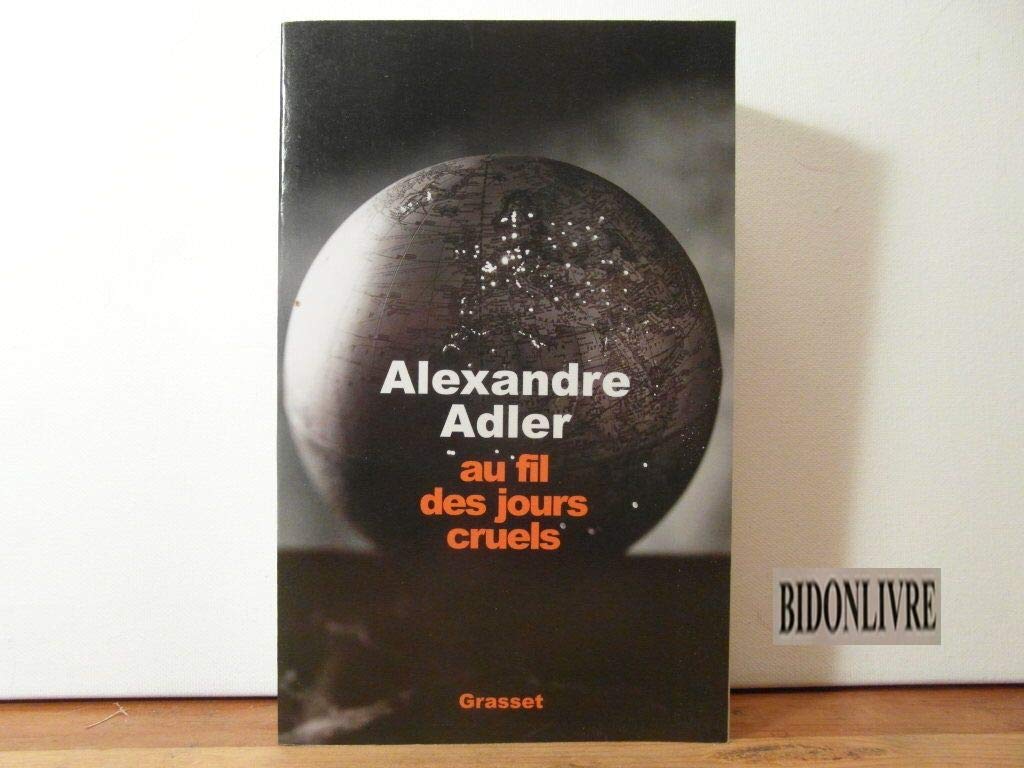 Alexandre
Adler
au fil
des jours
cruels
Grasset
BIDONLIVRE